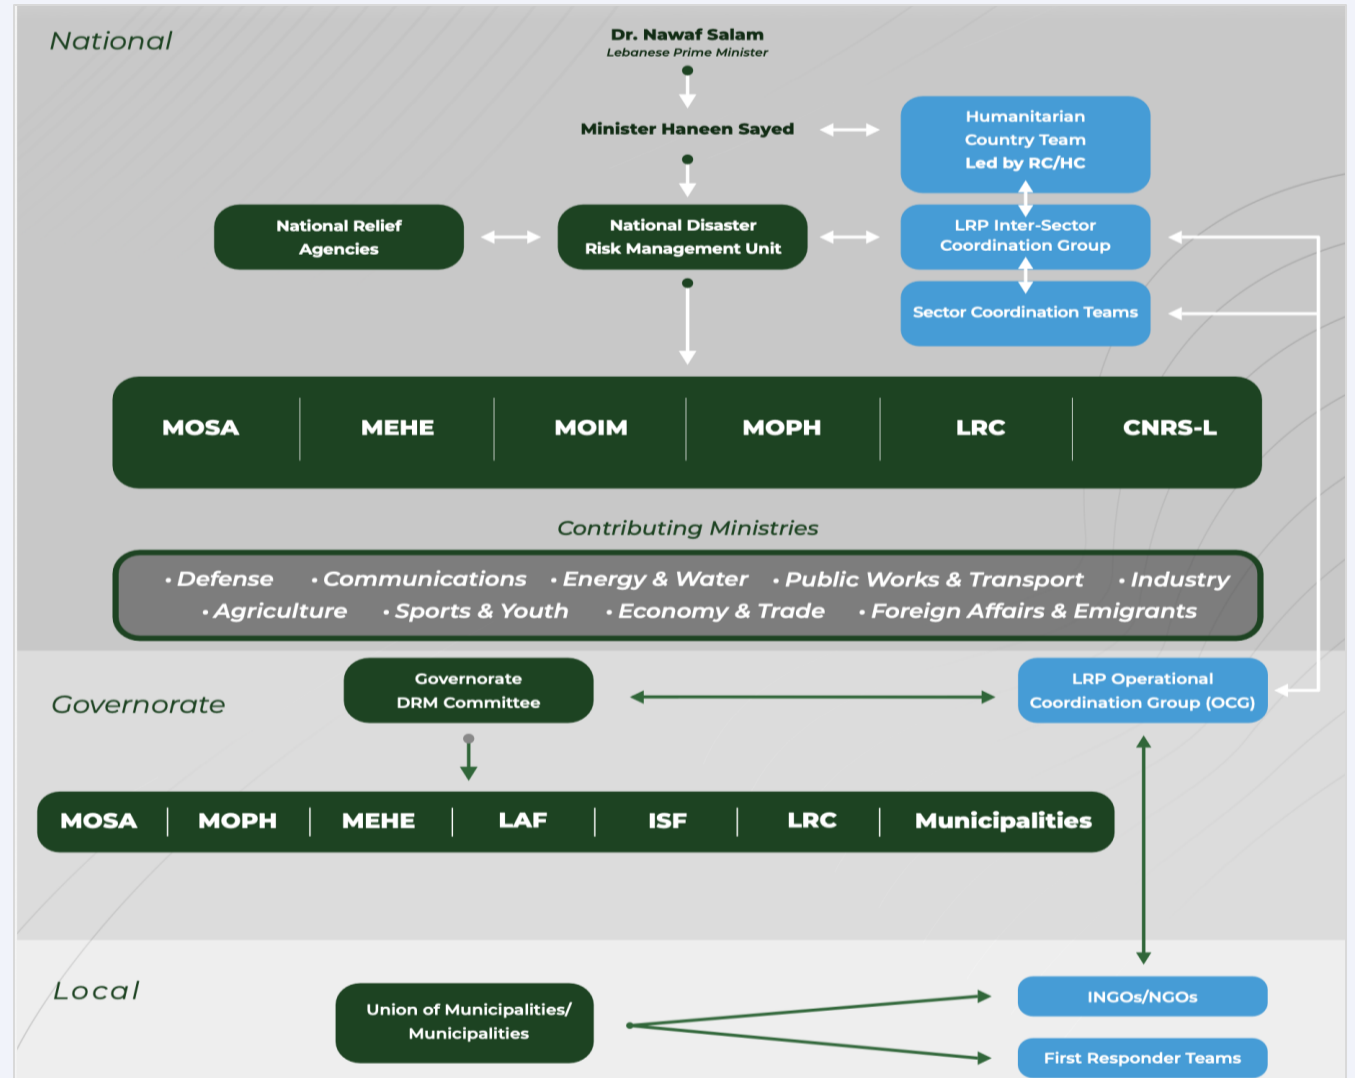 National
Dr. Nawaf Salam
Lebanese Prime Minister
Minister Haneen Sayed
Humanitarian
Country Team
Led by RC/HC
National Relief
Agencies
National Disaster
Risk Management Unit
LRP Inter-Sector
Coordination Group
Sector Coordination Teams
MOSA
MEHE
MOIM
MOPH
LRC
CNRS-L
Contributing Ministries
• Defense • Communications • Energy & Water • Public Works & Transport • Industry
• Agriculture • Sports & Youth • Economy & Trade • Foreign Affairs & Emigrants
Governorate
Governorate
DRM Committee
LRP Operational
Coordination Group (OCG)
MOSA
MOPH
MEHE
LAF
ISF
LRC
Municipalities
Local
Union of Municipalities/
Municipalities
INGOs/NGOs
First Responder Teams